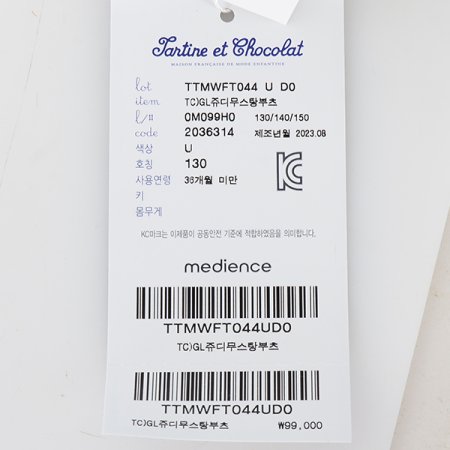 Tartine et Chocolat
MAISON FRANÇAISE DE MODE ENFANTINE
lot TTMWFT044 U D0
item TC)GL쥬디무스탕부츠
l/# 0M099H0 130/140/150
code 2036314 제조년월 2023.08
색상 U
호칭 130
사용연령 36개월 미만
키
몸무게
KC마크는 이제품이 공통안전 기준에 적합하였음을 의미합니다.
medience
TTMWFT044UD0
TC)GL쥬디무스탕부츠
TTMWFT044UD0
TC)GL쥬디무스탕부츠 ₩99,000